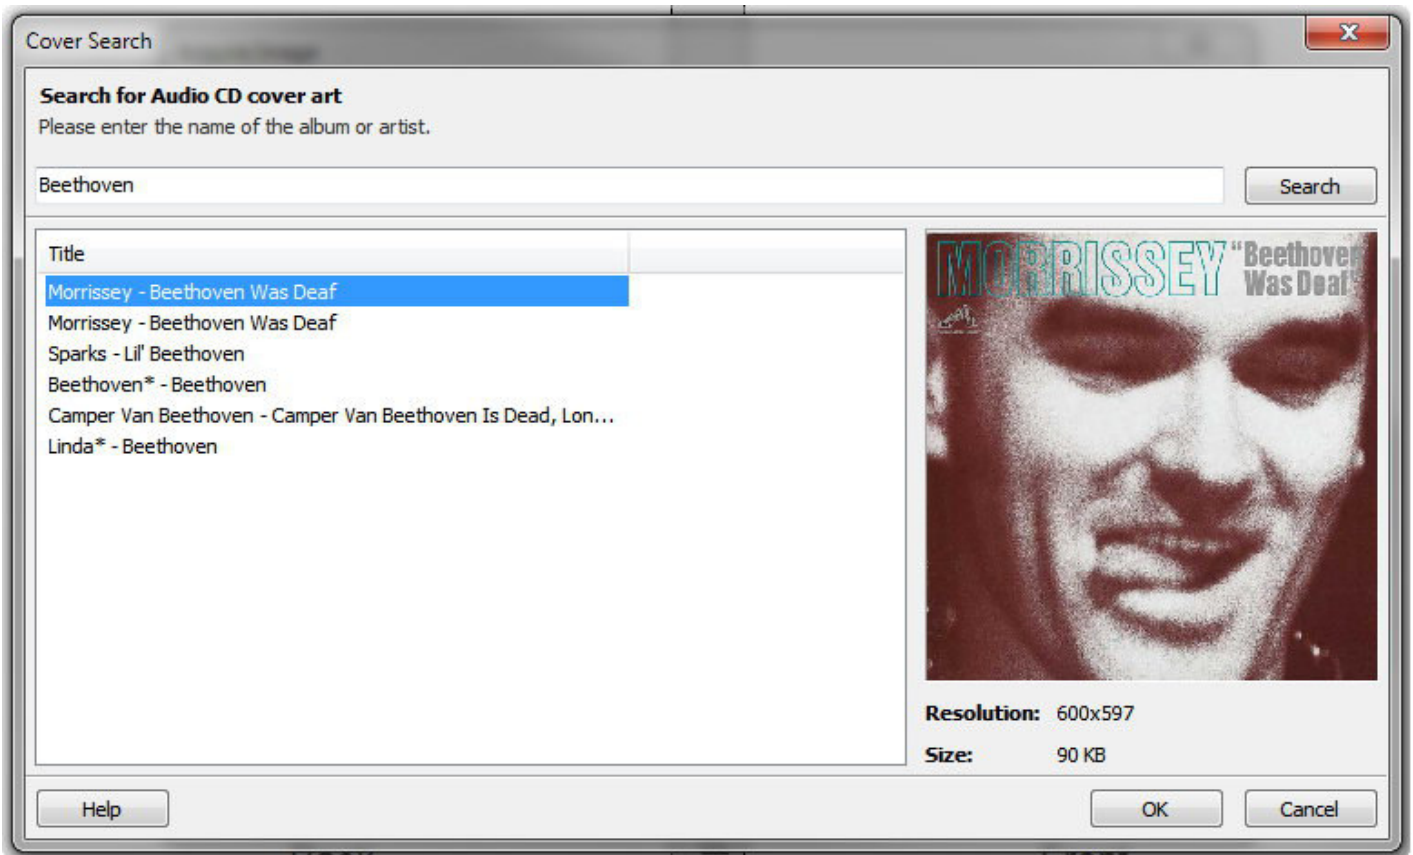 Cover Search
Search for Audio CD cover art
Please enter the name of the album or artist.
Beethoven
Search
Title
Morrissey - Beethoven Was Deaf
Morrissey - Beethoven Was Deaf
Sparks - Lil' Beethoven
Beethoven* - Beethoven
Camper Van Beethoven - Camper Van Beethoven Is Dead, Lon...
Linda* - Beethoven
MORRISSEY "Beethoven
Was Deaf"
Resolution: 600x597
Size: 90 KB
Help
OK
Cancel